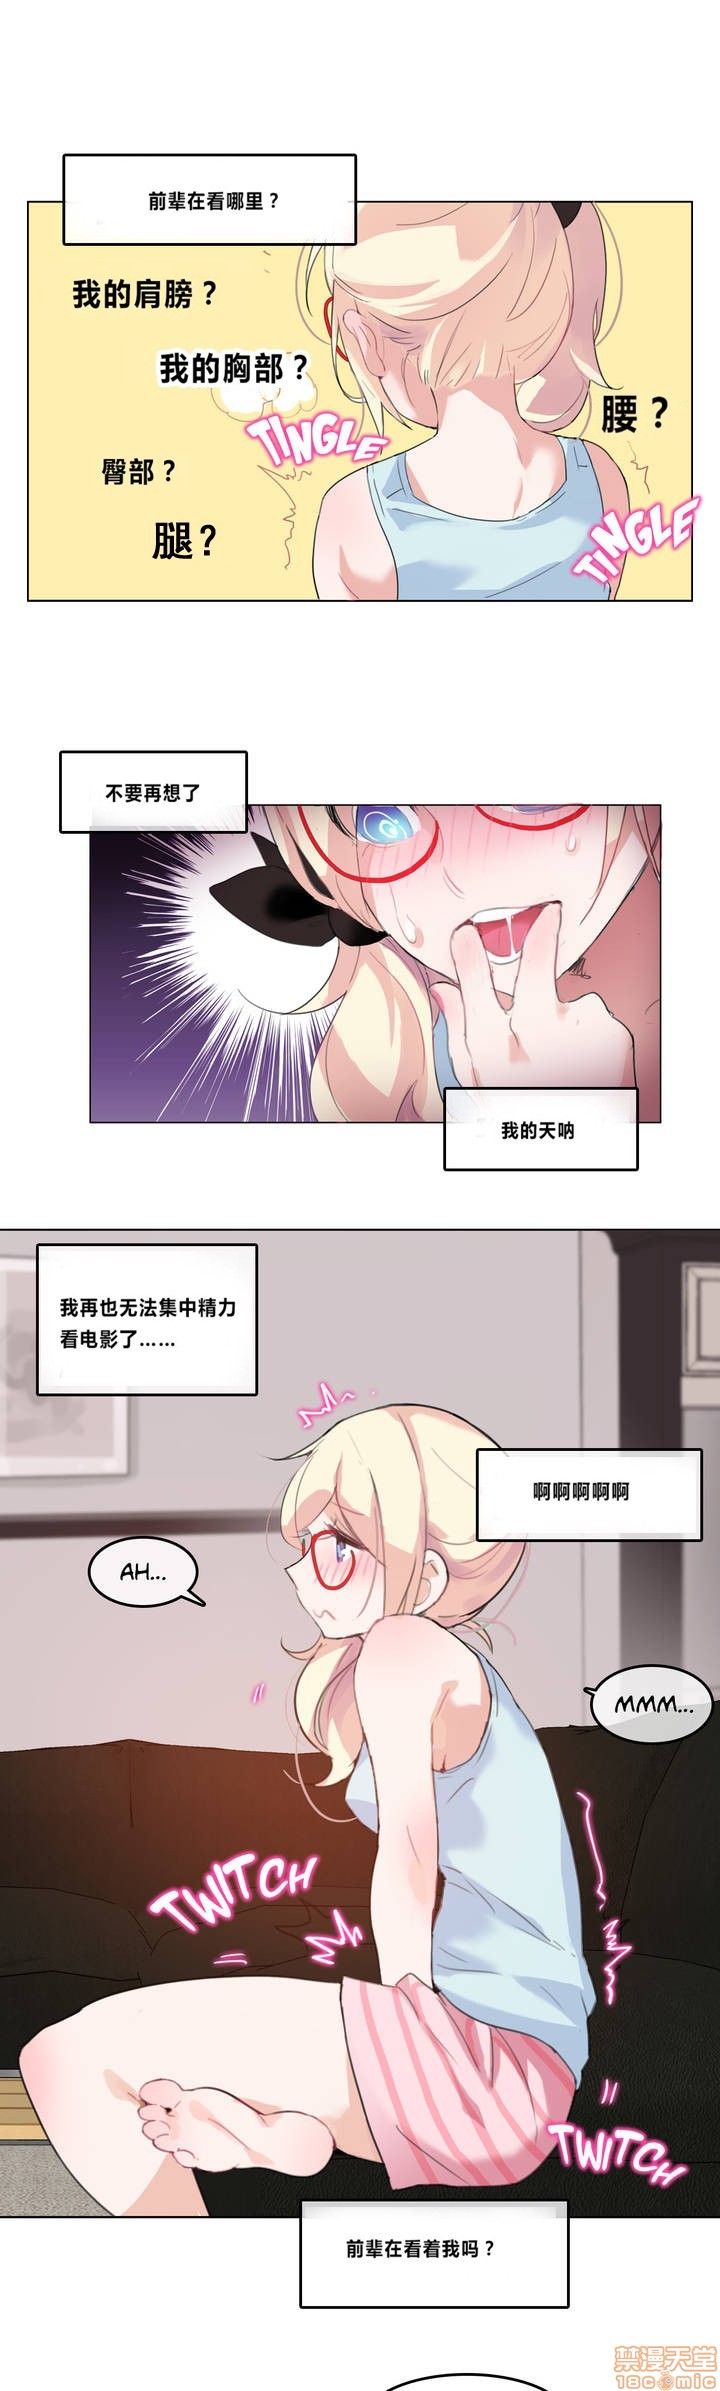 前辈在看哪里？
我的肩膀？
我的胸部？
腰？
TINGLE
臀部？
腿？
TINGLE
不要再想了
我的天呐
我再也无法集中精力
看电影了……
啊啊啊啊啊
AH...
MMM...
TWITCH
TWITCH
前辈在看着我吗？
禁漫天堂
18comic